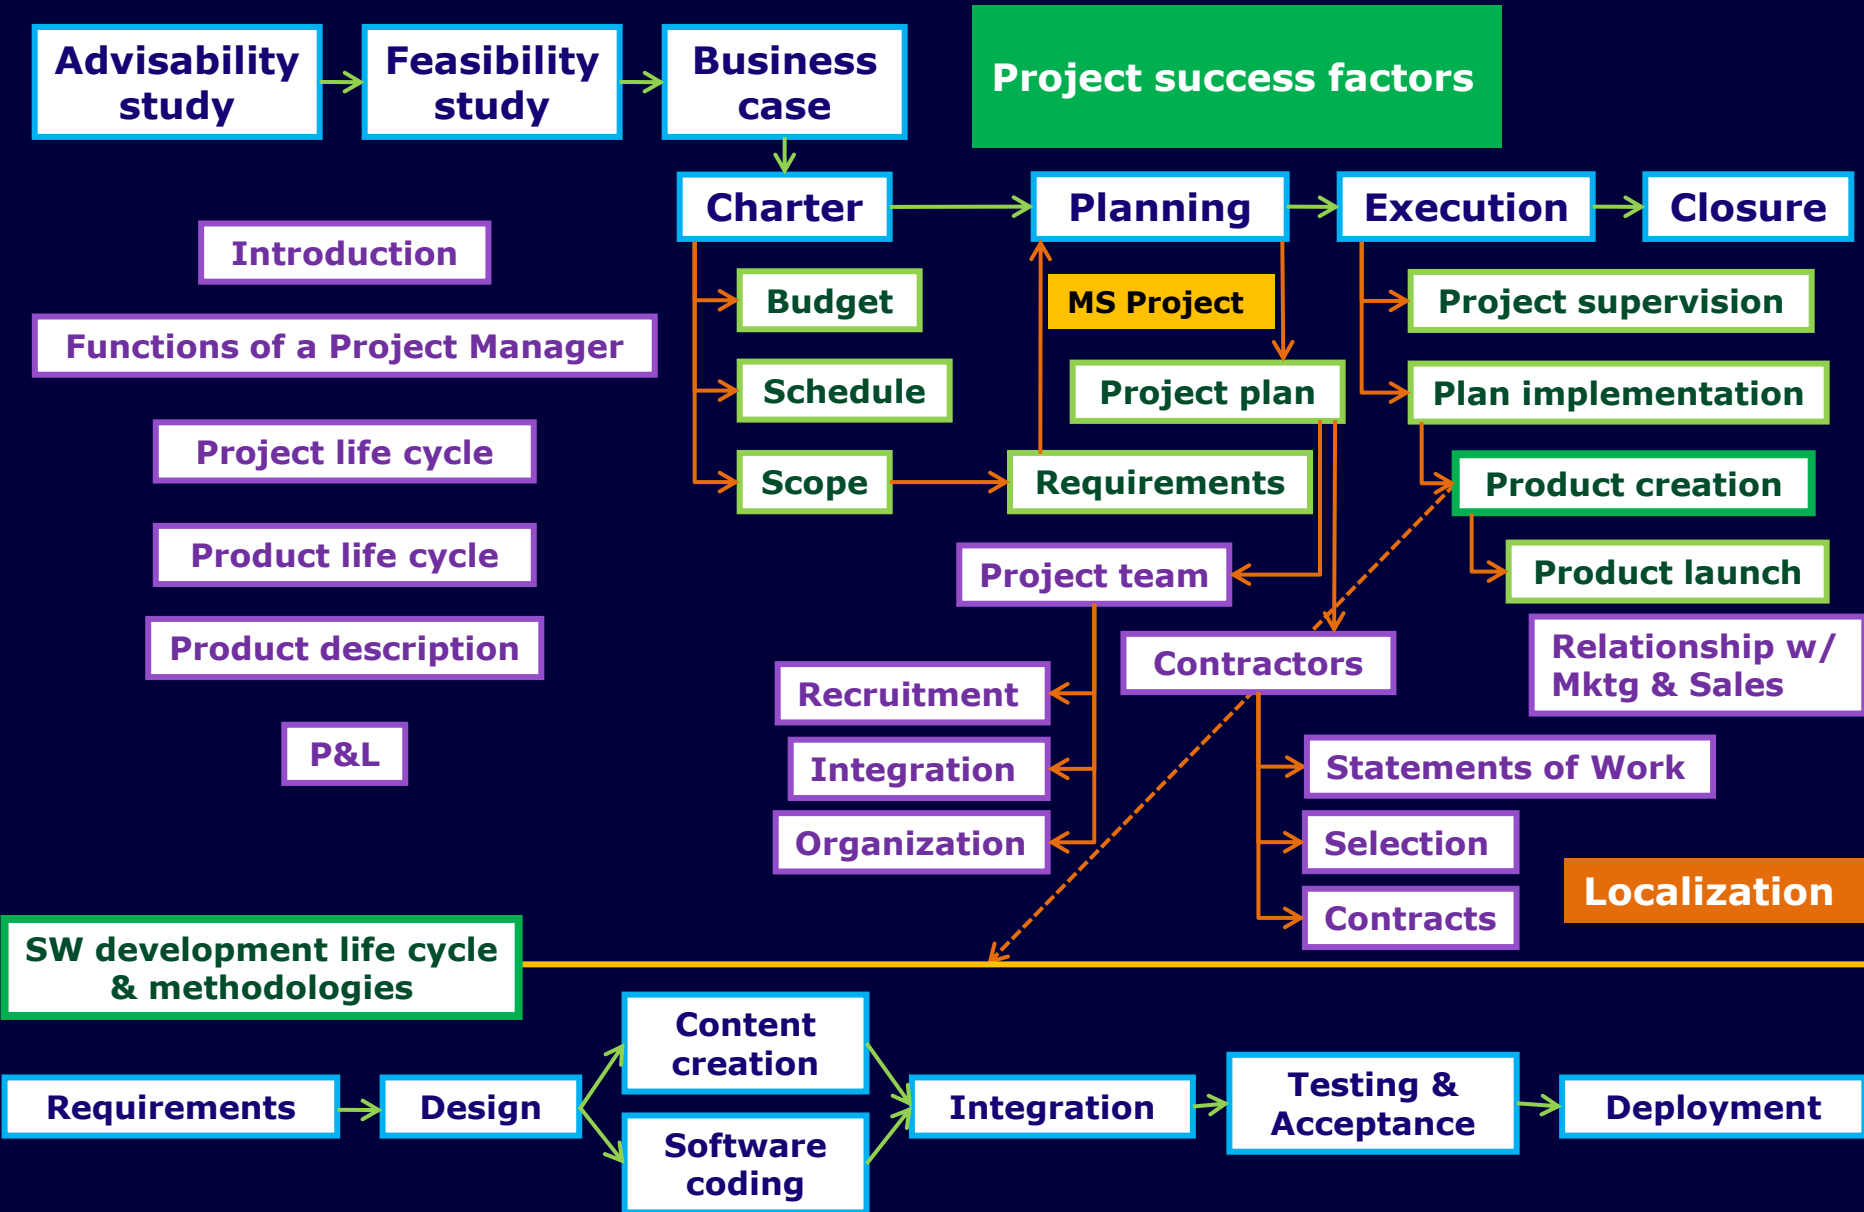 Advisability
study
Feasibility
study
Business
case
Project success factors
Charter
Planning
Execution
Closure
Introduction
Functions of a Project Manager
Project life cycle
Product life cycle
Product description
P&L
Budget
Schedule
Scope
MS Project
Project plan
Requirements
Project supervision
Plan implementation
Product creation
Product launch
Relationship w/
Mktg & Sales
Project team
Recruitment
Integration
Organization
Contractors
Statements of Work
Selection
Contracts
Localization
SW development life cycle
& methodologies
Requirements
Design
Content
creation
Software
coding
Integration
Testing &
Acceptance
Deployment